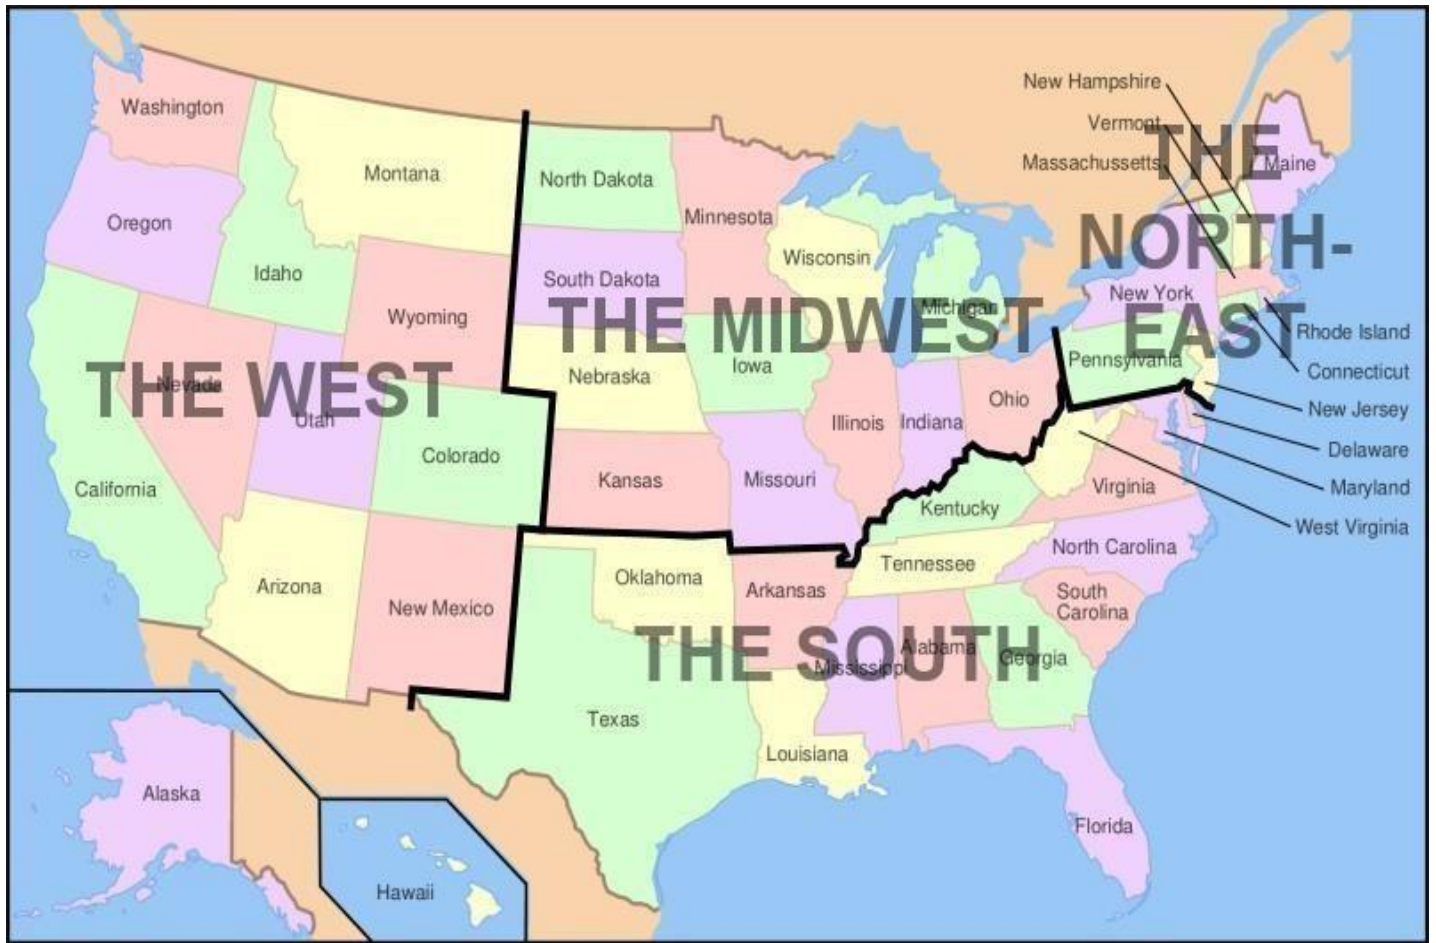 New Hampshire
Washington
Vermont
THE
Massachussetts
Maine
Montana
North Dakota
Minnesota
Oregon
NORTH-
Wisconsin
Idaho
South Dakota
New York
Michigan
Wyoming
THE MIDWEST
EAST
Rhode Island
Pennsylvania
Iowa
Connecticut
Nebraska
THE WEST
Nevada
Ohio
New Jersey
Utah
Illinois
Indiana
Delaware
Colorado
Kansas
Missouri
California
Virginia
Maryland
Kentucky
West Virginia
North Carolina
Tennessee
Oklahoma
Arizona
Arkansas
South
Carolina
New Mexico
THE SOUTH
Alabama
Georgia
Mississippi
Texas
Louisiana
Alaska
Florida
Hawaii